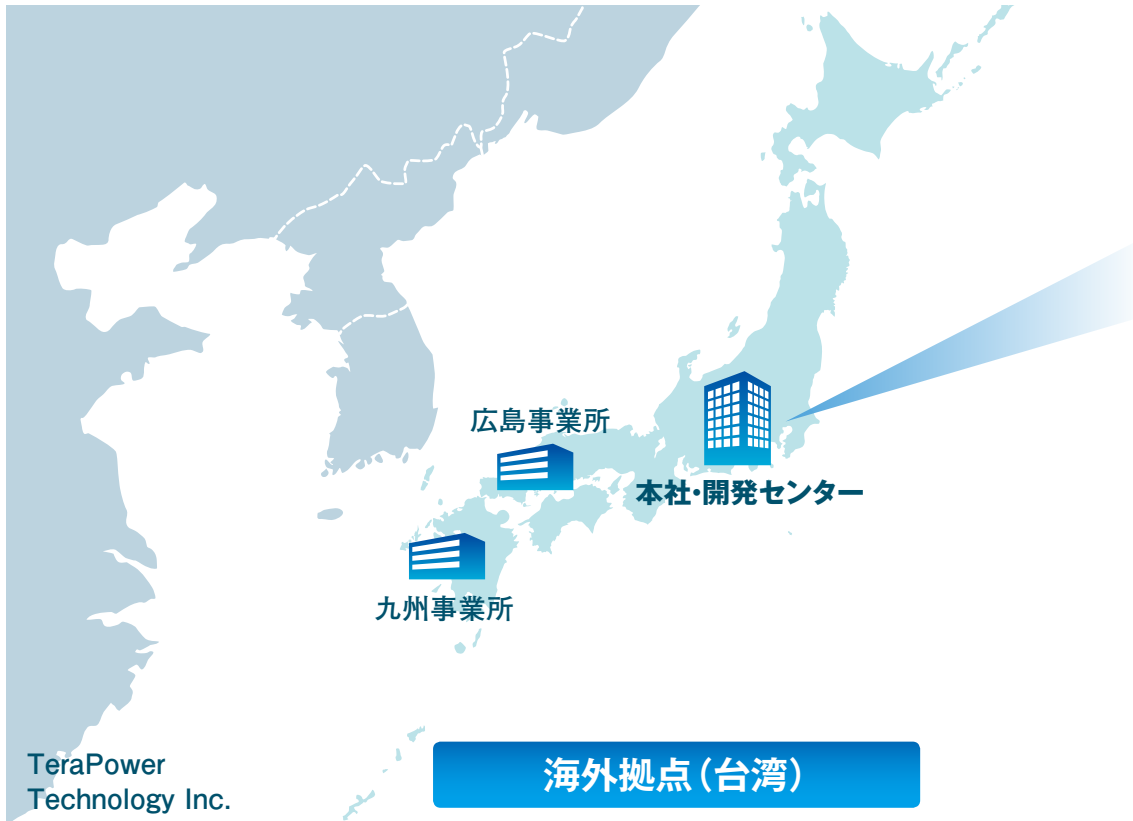 広島事業所
本社・開発センター
九州事業所
TeraPower
Technology Inc.
海外拠点（台湾）